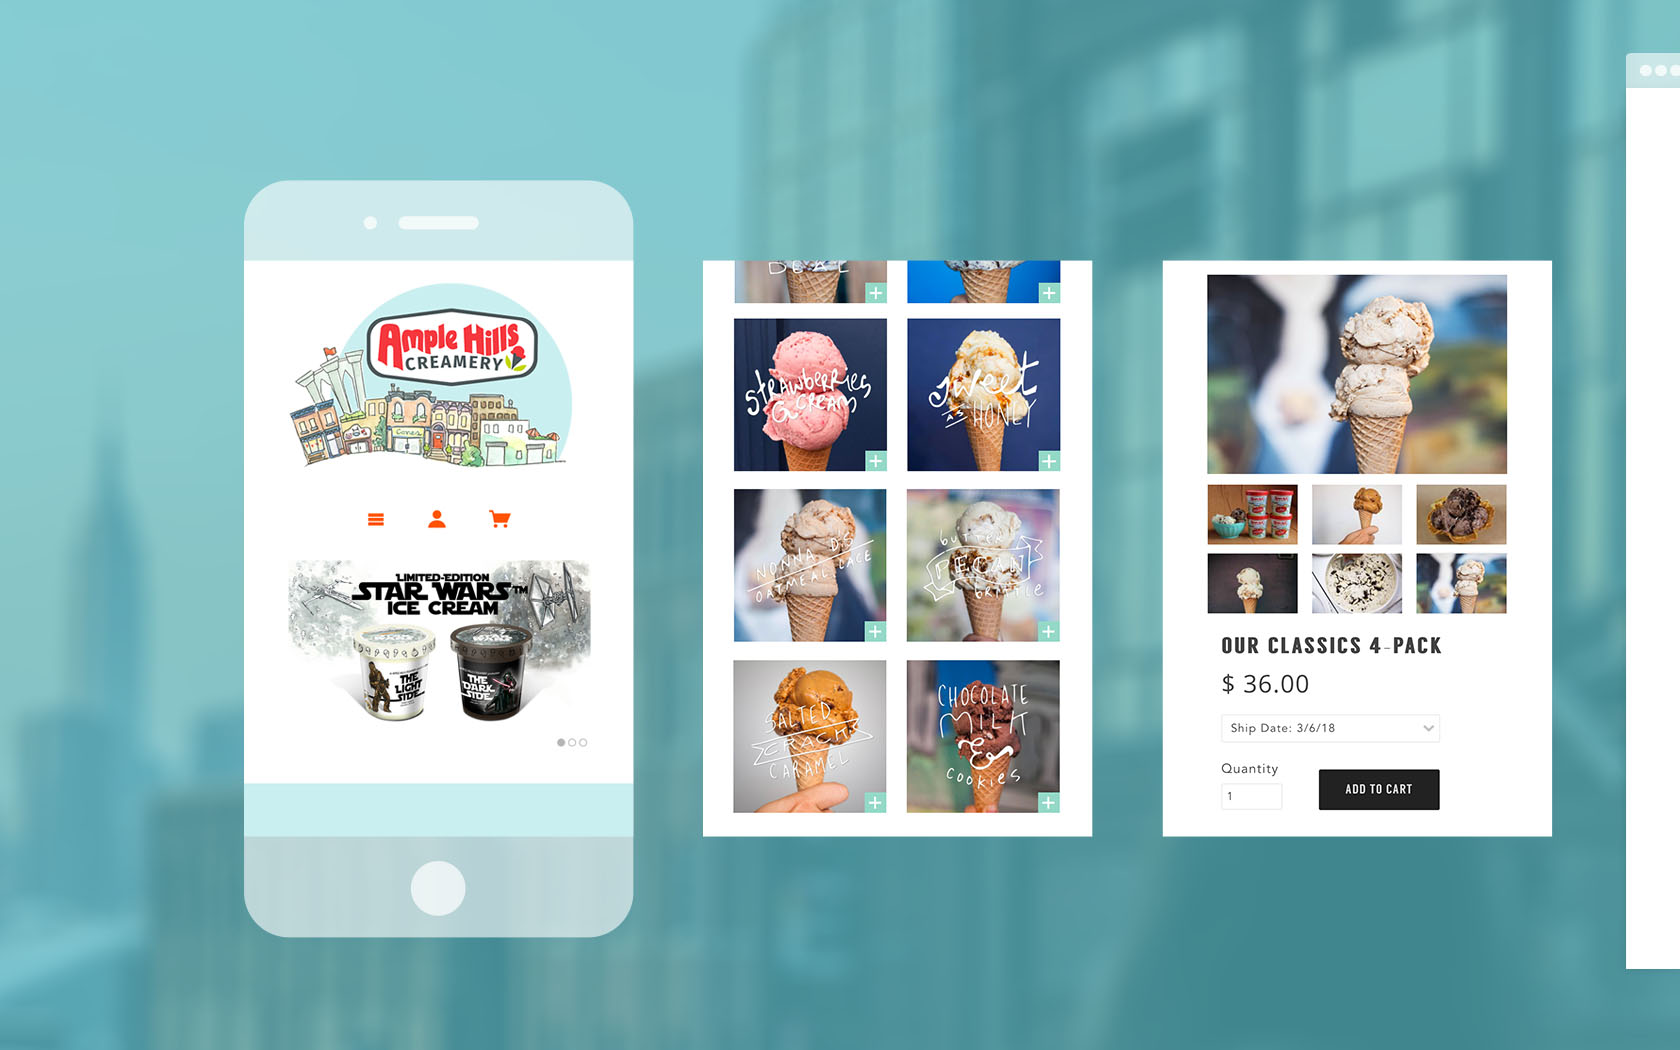 Ample Hills
CREAMERY
Cones
LIMITED-EDITION
STAR WARS™
ICE CREAM
THE
LIGHT
SIDE
THE
DARK
SIDE
DEAL
STRAWBERRIES
& CREAM
SWEET
AS HONEY
NONNA D'S
OATMEAL LACE
butter
PECAN
brittle
SALTED
CRACK
CARAMEL
CHOCOLATE
MILK
&
cookies
OUR CLASSICS 4-PACK
$ 36.00
Ship Date: 3/6/18
Quantity
1
ADD TO CART